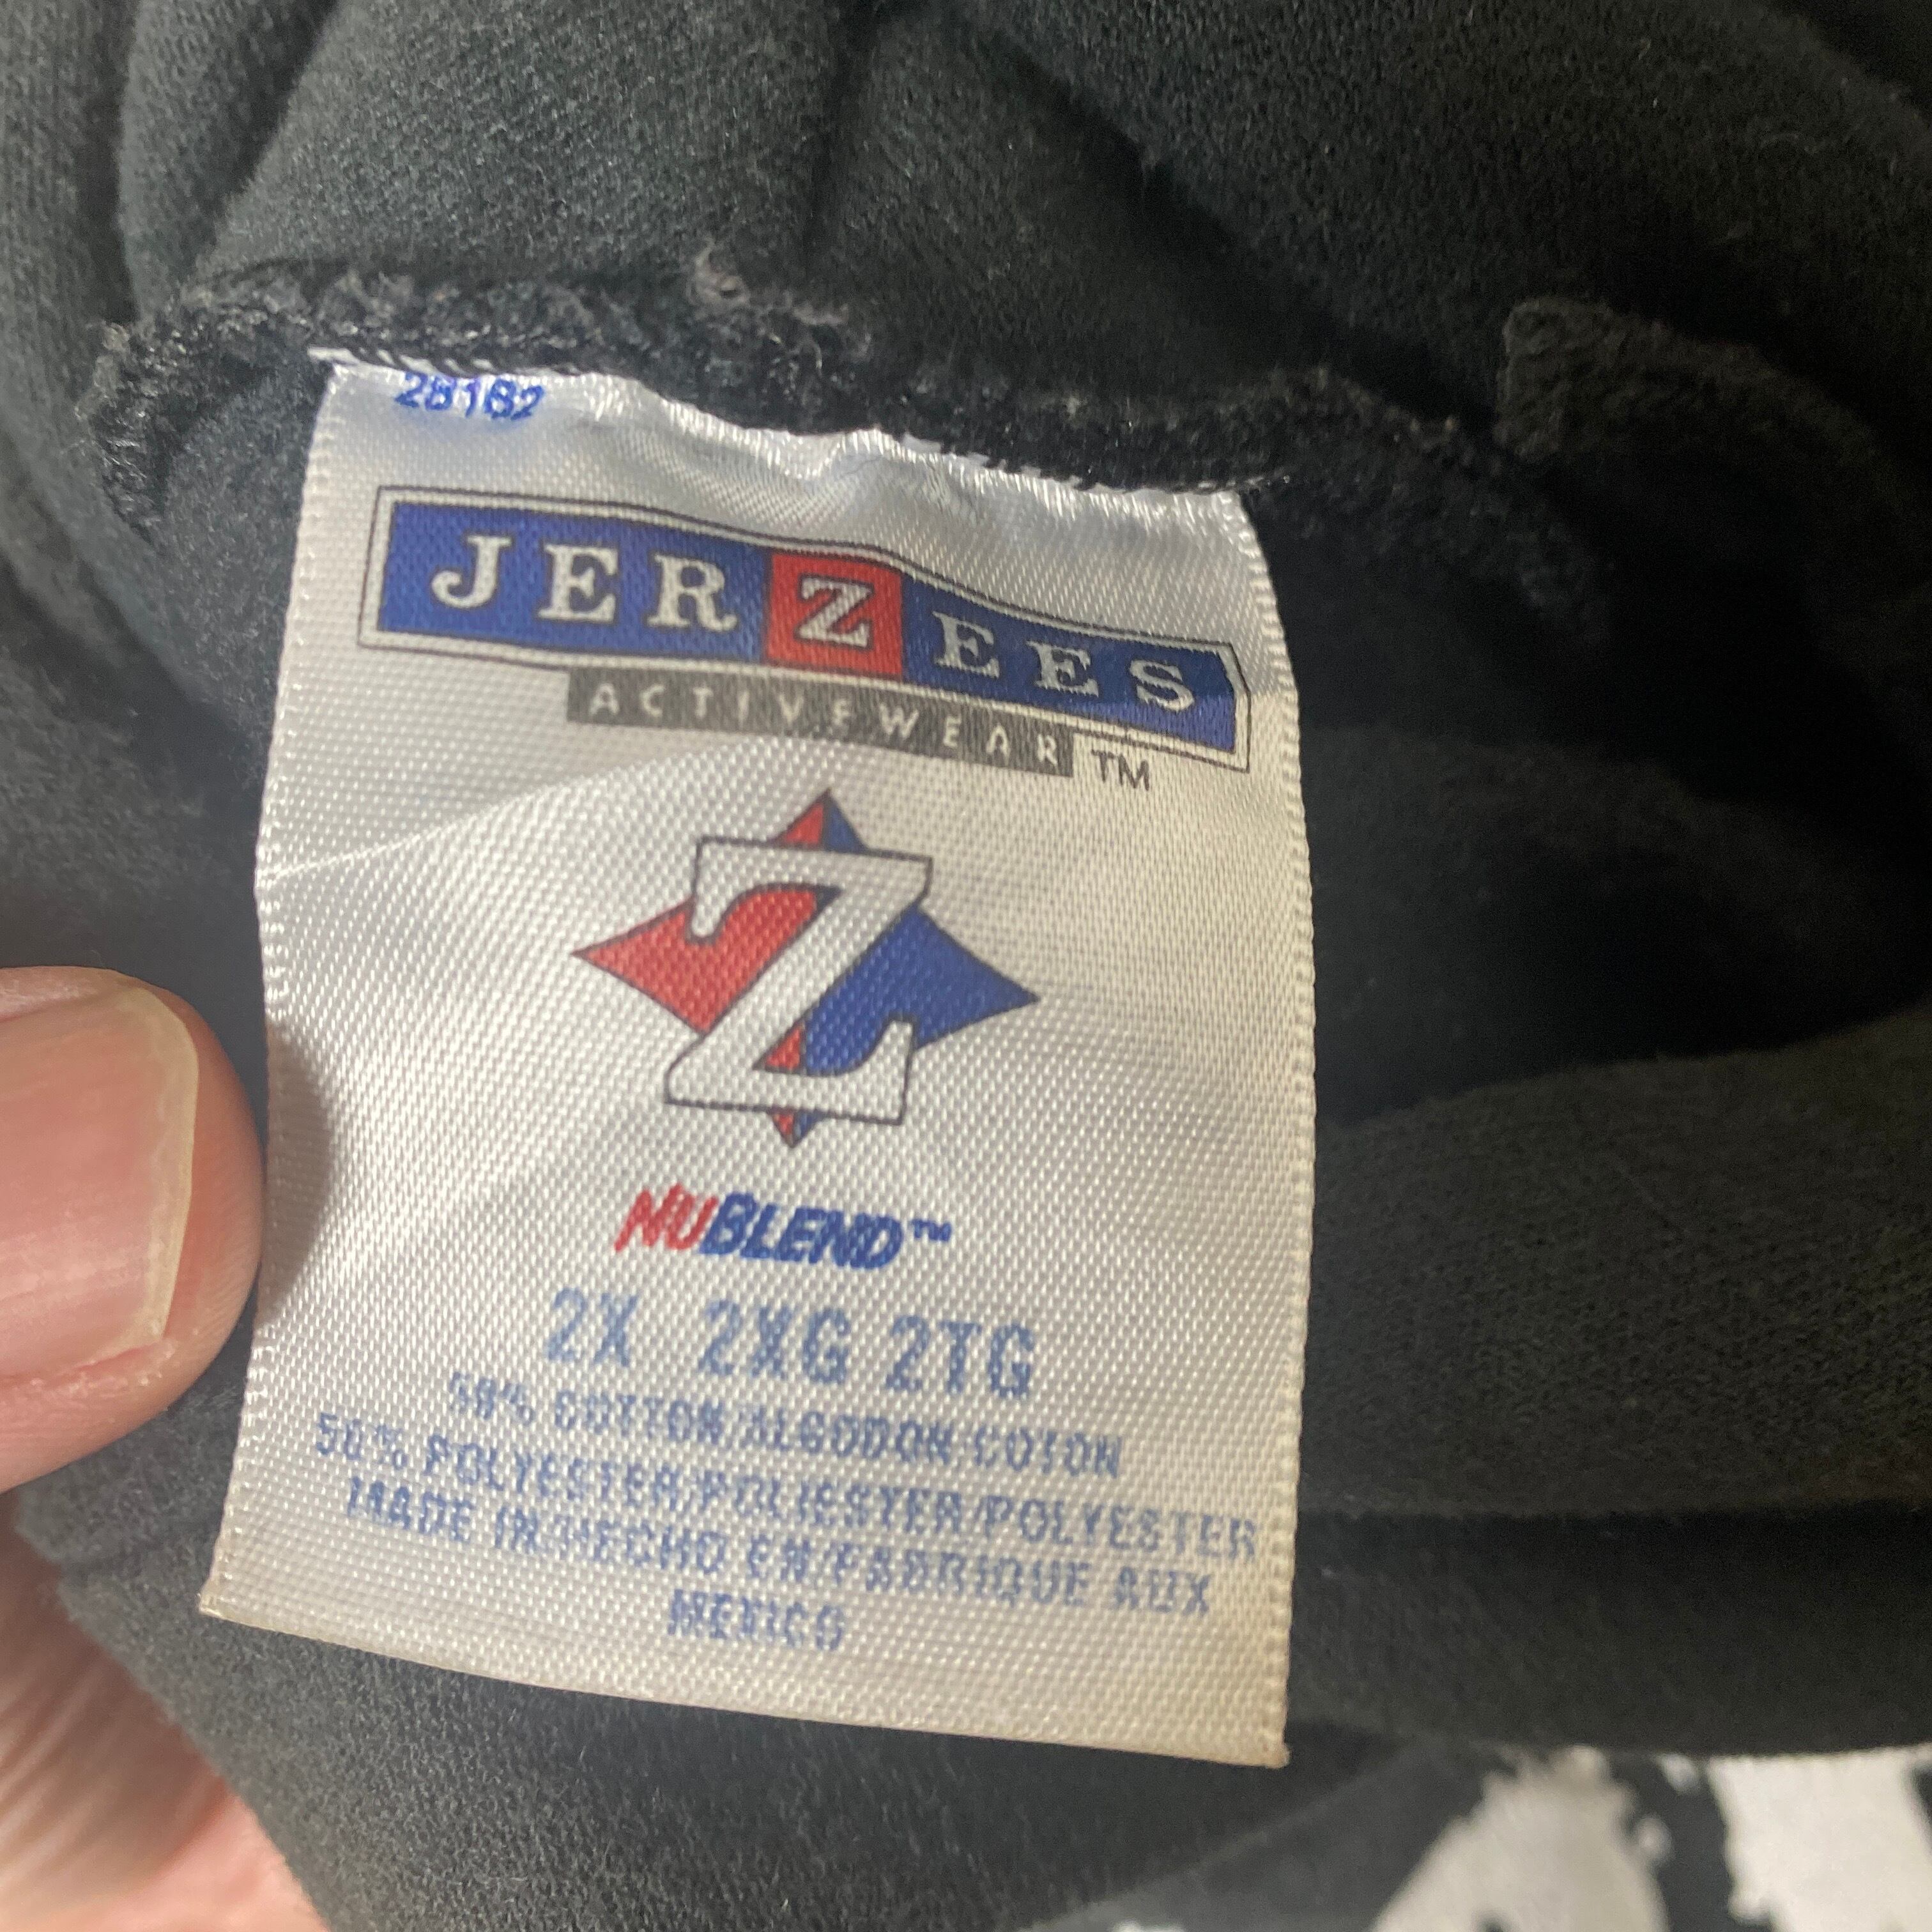 28162
JERZEES
ACTIVEWEAR™
Z
NUBLEND™
2X 2XG 2TG
50% COTTON/ALGODON/COTON
50% POLYESTER/POLIESTER/POLYESTER
MADE IN/HECHO EN/FABRIQUE AUX
MEXICO